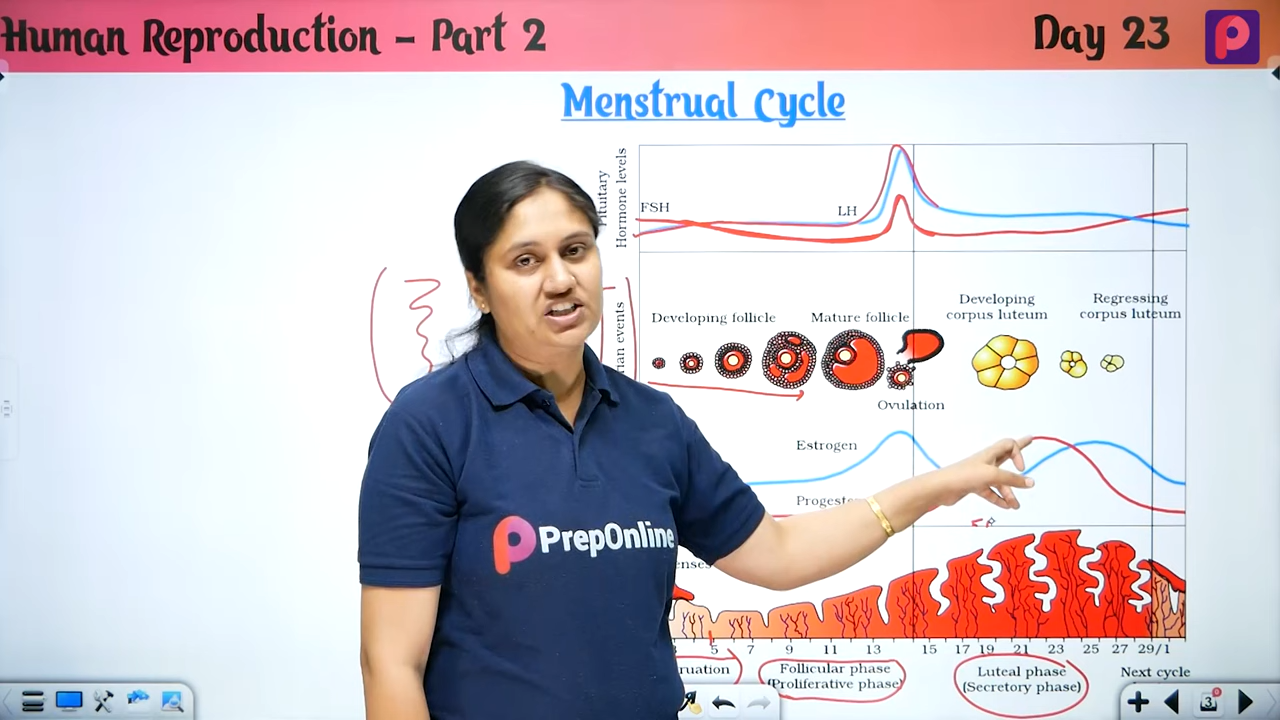 Human Reproduction – Part 2
Day 23
Menstrual Cycle
Pituitary
Hormone levels
FSH
LH
Developing follicle
Mature follicle
Ovulation
Developing
corpus luteum
Regressing
corpus luteum
Estrogen
PrepOnline
5 7 9 11 13 15 17 19 21 23 25 27 29/1
Follicular phase
(Proliferative phase)
Luteal phase
(Secretory phase)
Next cycle
3